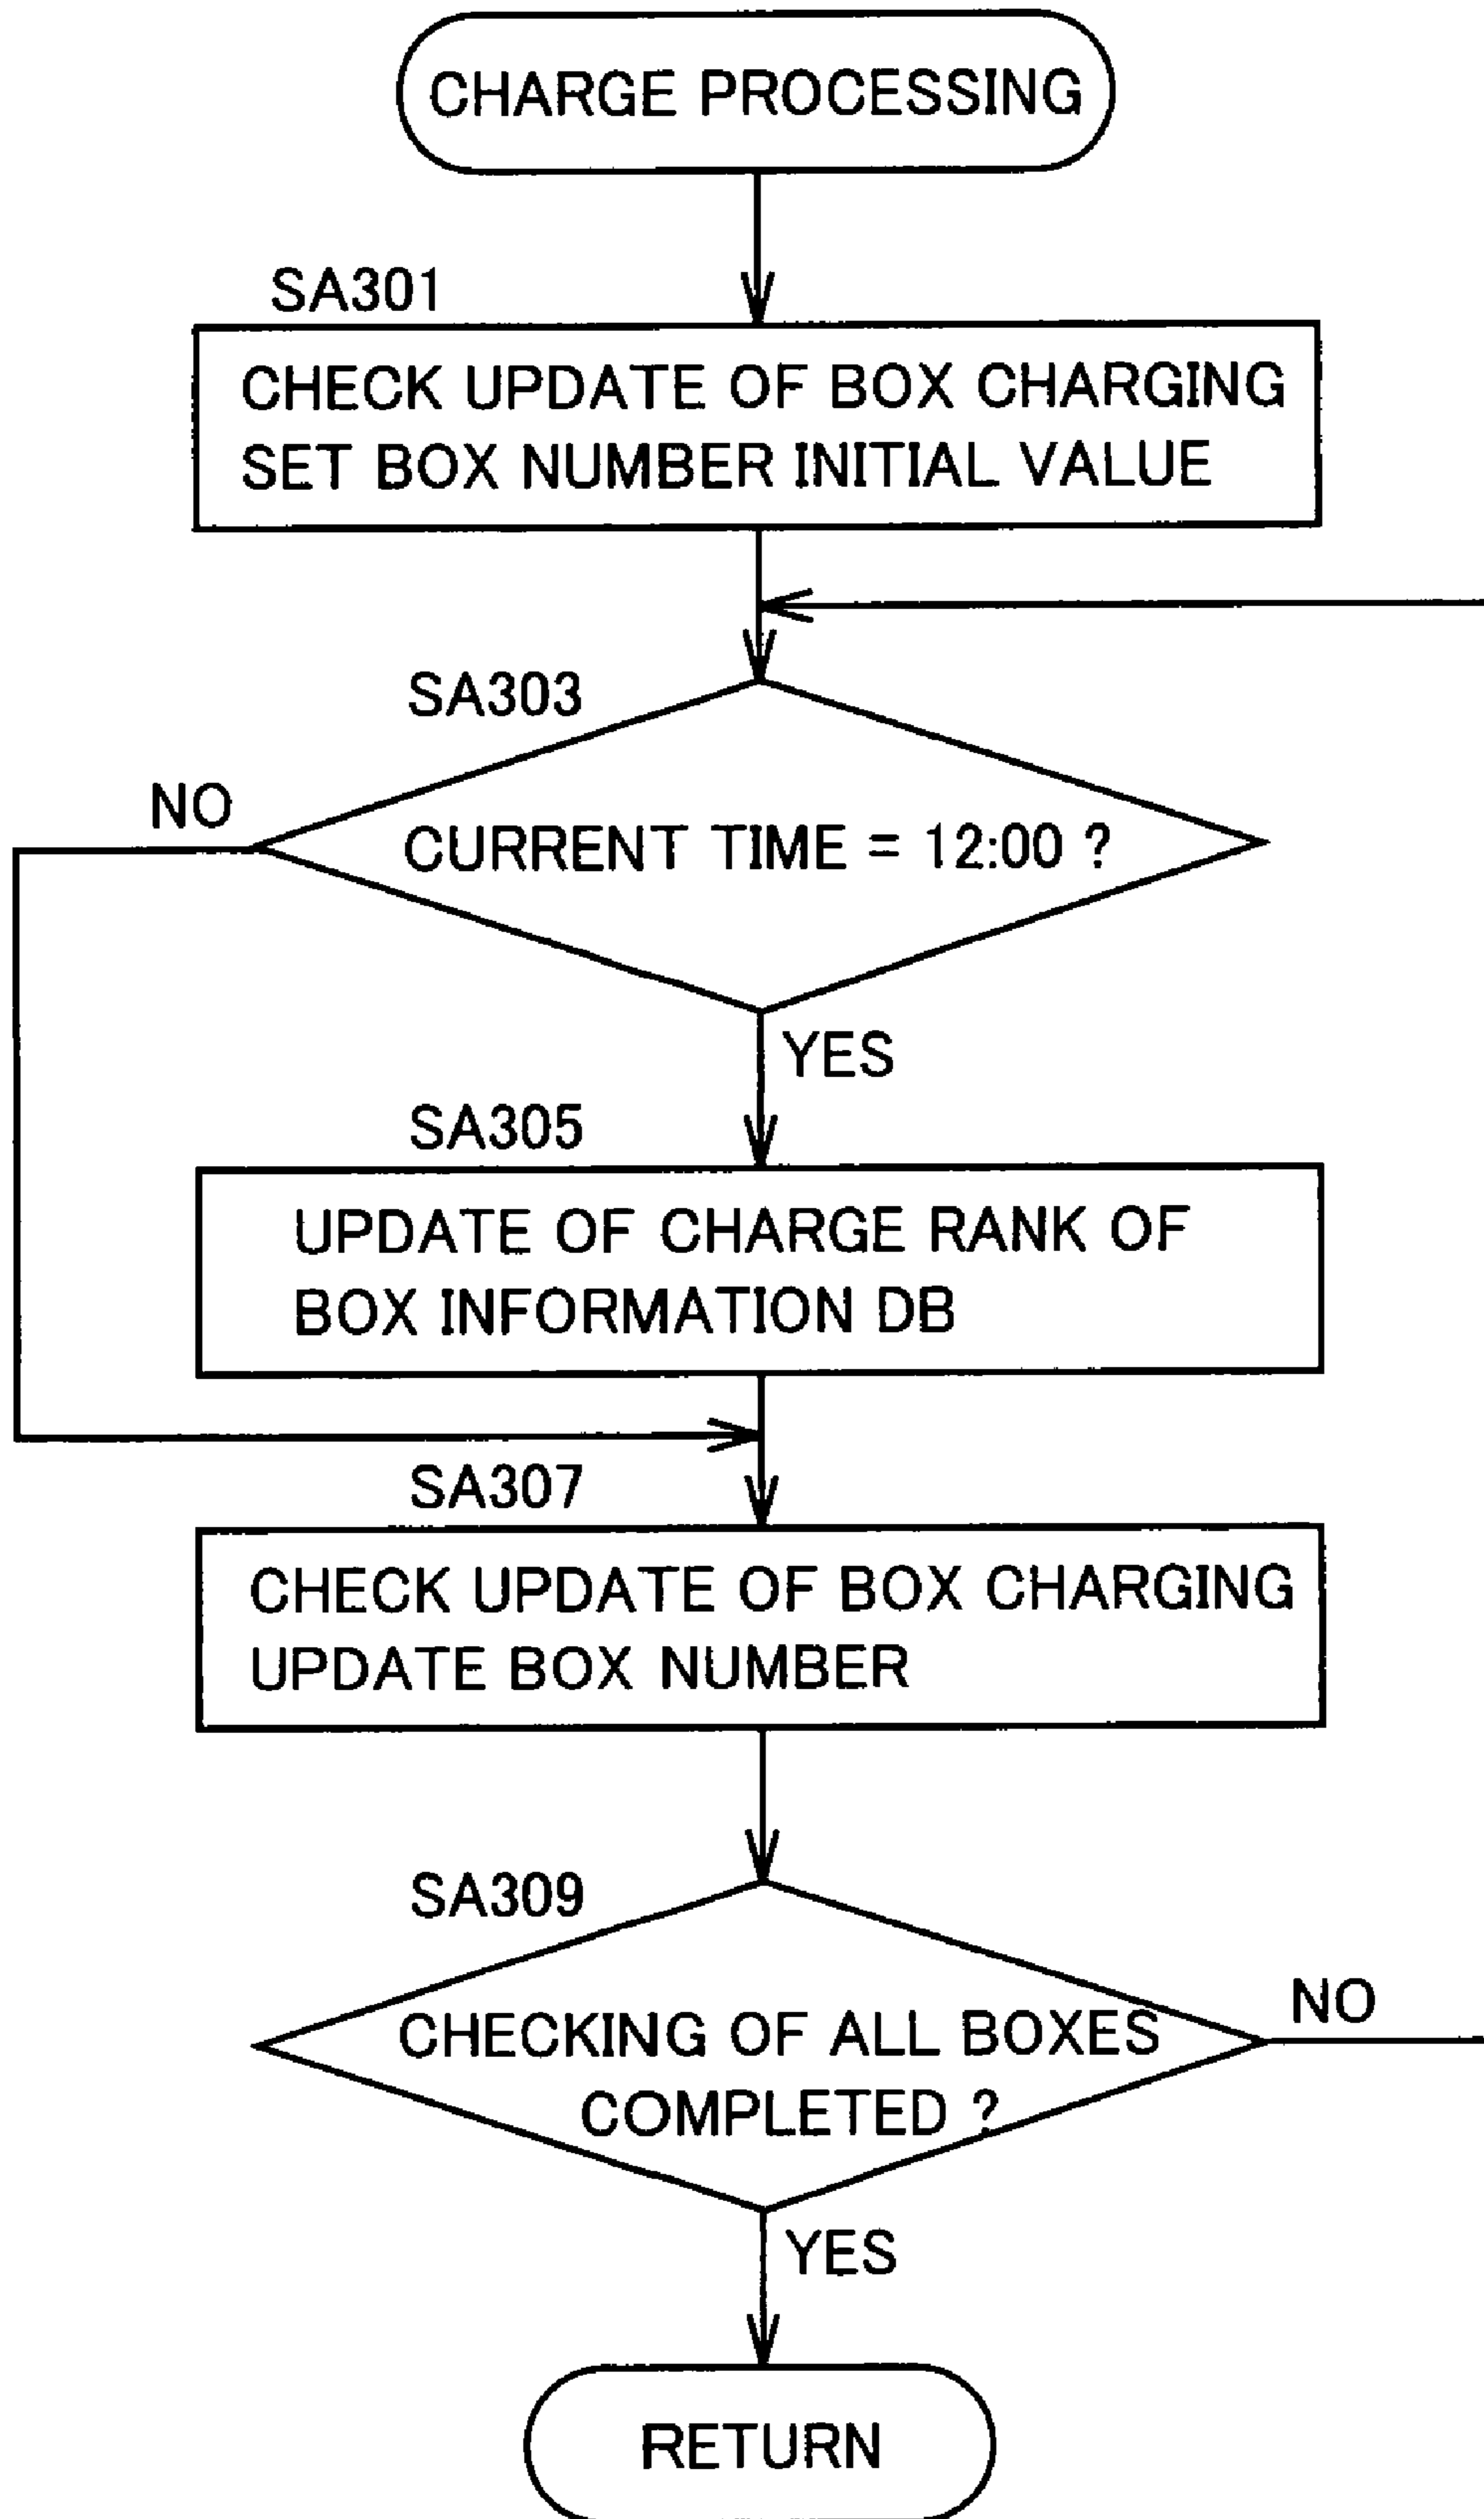 CHARGE PROCESSING
SA301
CHECK UPDATE OF BOX CHARGING
SET BOX NUMBER INITIAL VALUE
SA303
NO
CURRENT TIME = 12:00 ?
YES
SA305
UPDATE OF CHARGE RANK OF
BOX INFORMATION DB
SA307
CHECK UPDATE OF BOX CHARGING
UPDATE BOX NUMBER
SA309
NO
CHECKING OF ALL BOXES
COMPLETED ?
YES
RETURN